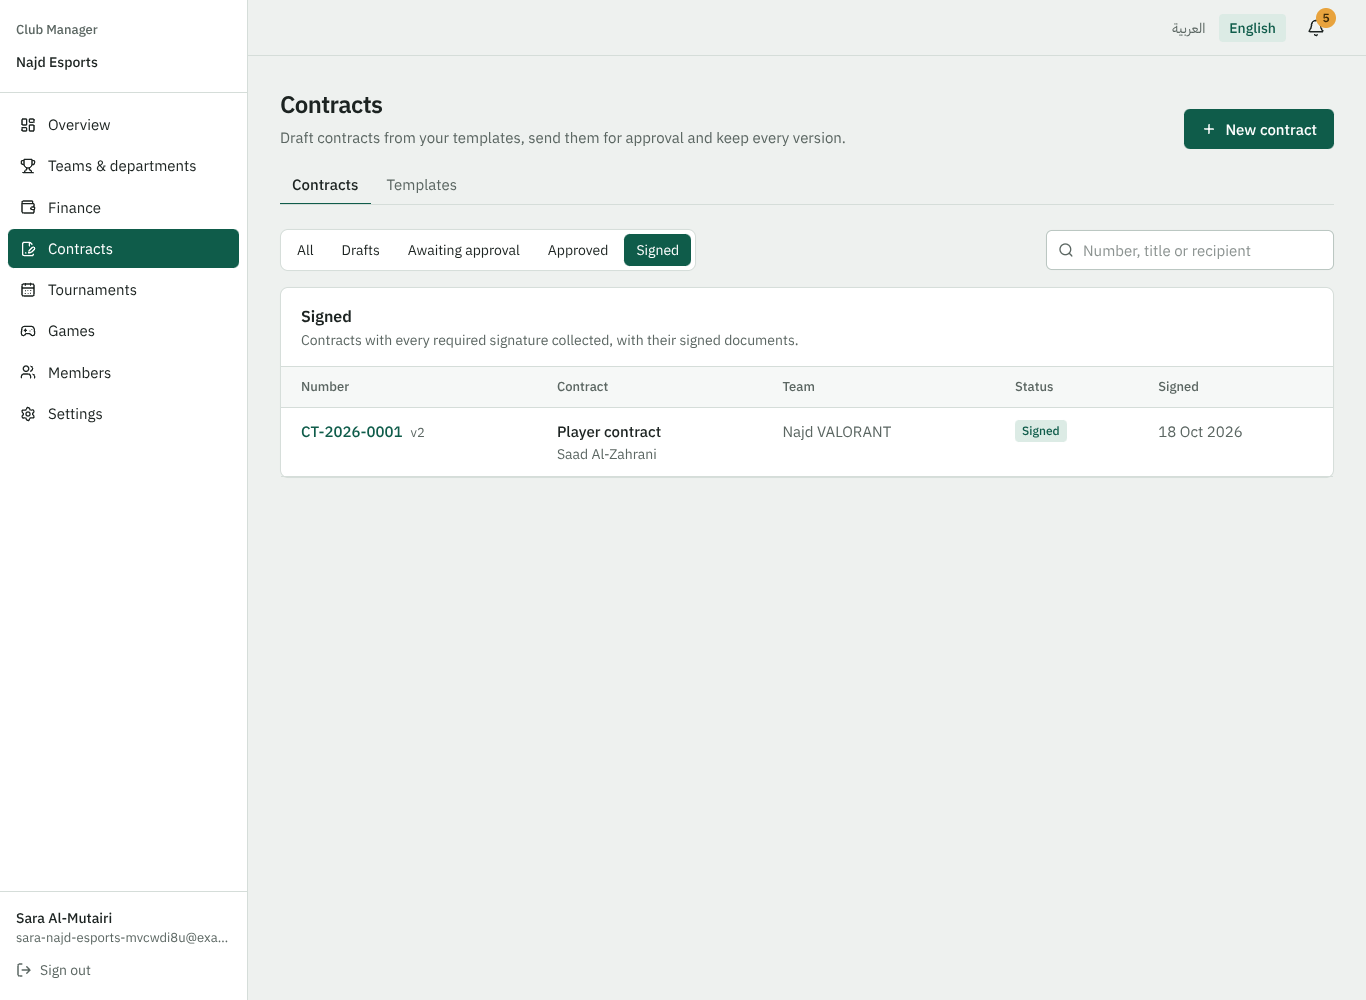 Club Manager
Najd Esports
Overview
Teams & departments
Finance
Contracts
Tournaments
Games
Members
Settings
Sara Al-Mutairi
sara-najd-esports-mvcwdi8u@exa...
Sign out
العربية
English
5
Contracts
Draft contracts from your templates, send them for approval and keep every version.
New contract
Contracts Templates
All Drafts Awaiting approval Approved Signed
Number, title or recipient
Signed
Contracts with every required signature collected, with their signed documents.
Number Contract Team Status Signed
CT-2026-0001 v2 Player contract Najd VALORANT Signed 18 Oct 2026
Saad Al-Zahrani